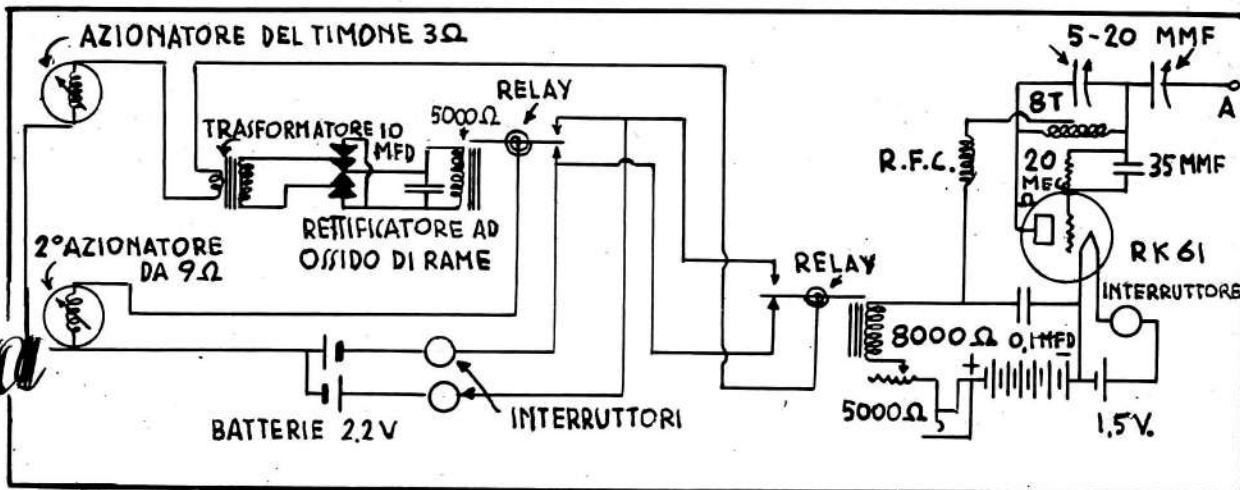 AZIONATORE DEL TIMONE 3Ω
5-20 MMF
RELAY
5000Ω
8T
A
TRASFORMATORE 10
MFD
R.F.C.
20
MEG
Ω
35 MMF
RETTIFICATORE AD
OSSIDO DI RAME
2° AZIONATORE
DA 9Ω
RELAY
RK 61
INTERRUTTORE
8000Ω
0,1 MFD
+
-
5000Ω
1,5 V.
BATTERIE 2,2 V
INTERRUTTORI